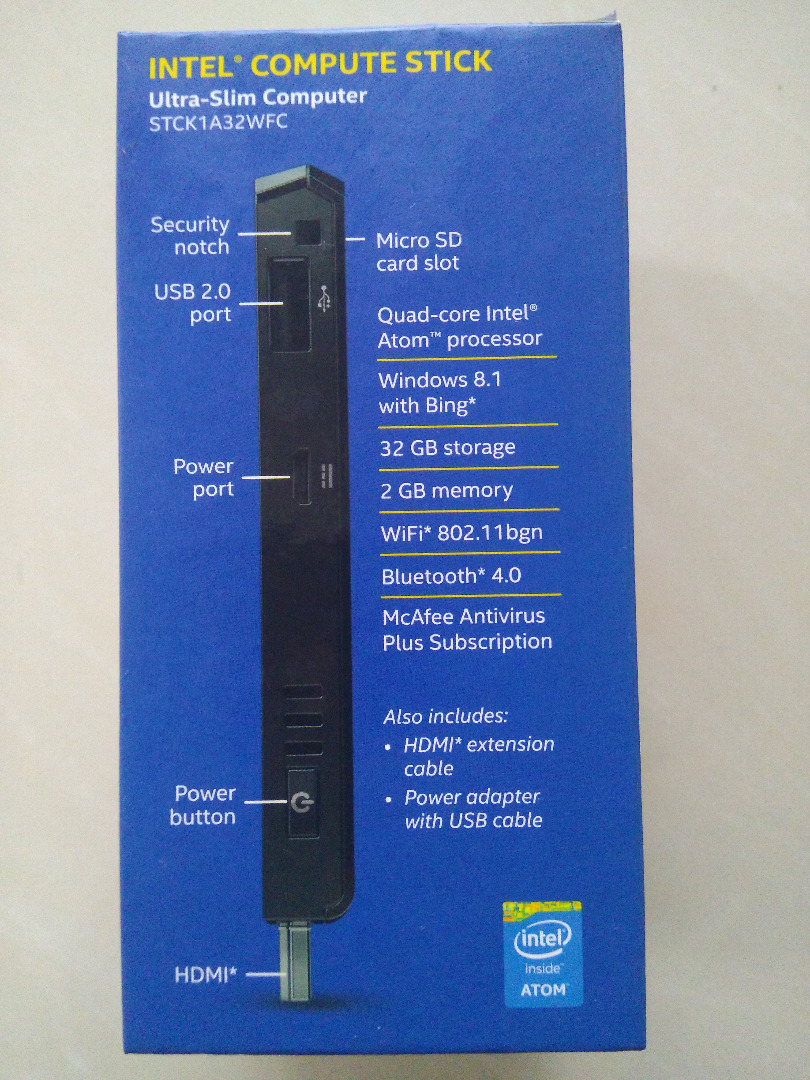 INTEL® COMPUTE STICK
Ultra-Slim Computer
STCK1A32WFC
Security
notch
Micro SD
card slot
USB 2.0
port
Quad-core Intel®
Atom™ processor
Windows 8.1
with Bing*
32 GB storage
Power
port
2 GB memory
WiFi* 802.11bgn
Bluetooth* 4.0
McAfee Antivirus
Plus Subscription
Also includes:
• HDMI* extension
cable
• Power adapter
with USB cable
Power
button
HDMI*
intel®
inside™
ATOM™